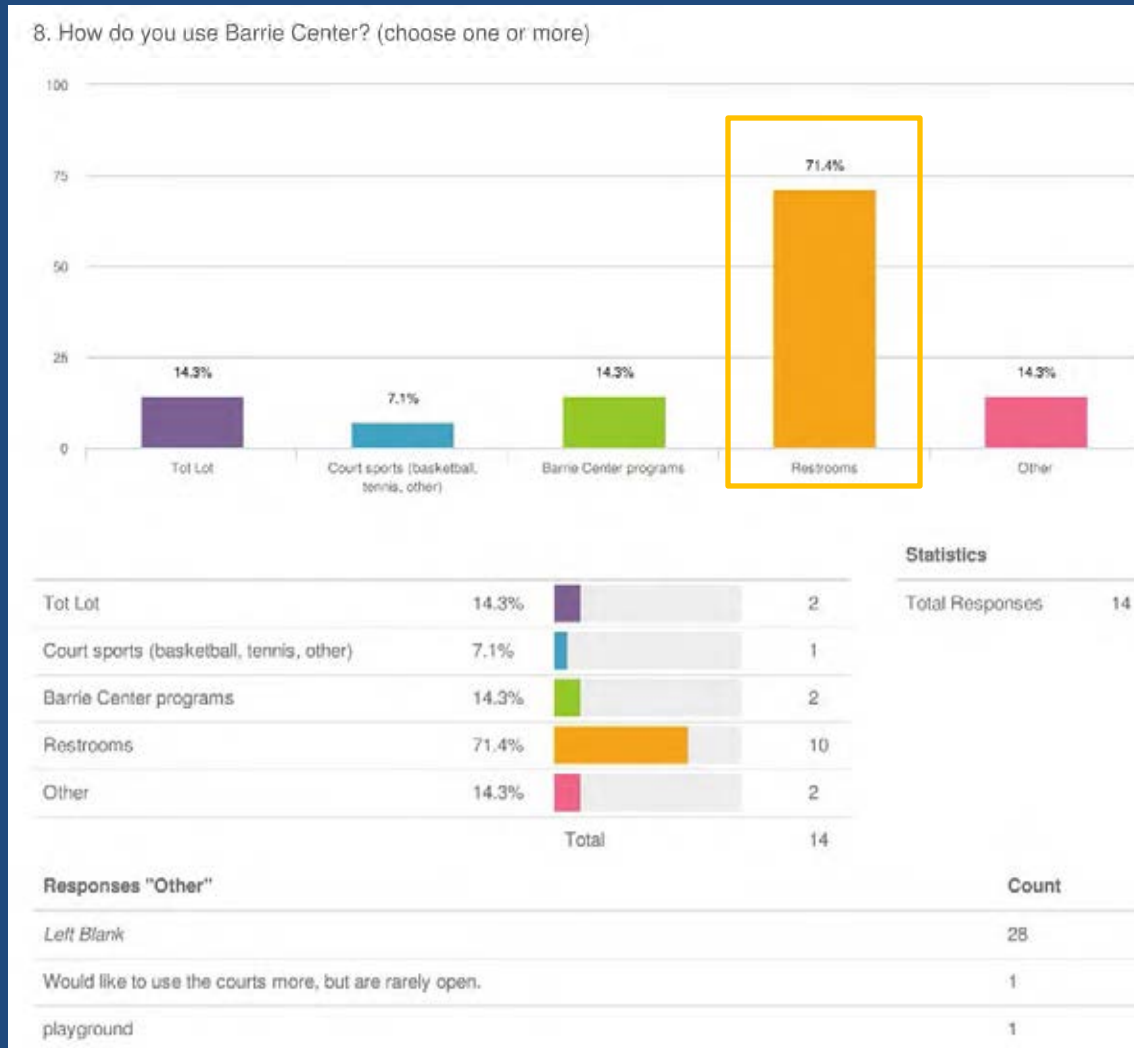 8. How do you use Barrie Center? (choose one or more)
100
75
50
25
0
14.3%
7.1%
14.3%
71.4%
14.3%
Tot Lot
Court sports (basketball,
tennis, other)
Barrie Center programs
Restrooms
Other
Statistics
Total Responses 14
Tot Lot 14.3% 2
Court sports (basketball, tennis, other) 7.1% 1
Barrie Center programs 14.3% 2
Restrooms 71.4% 10
Other 14.3% 2
Total 14
Responses "Other" Count
Left Blank 28
Would like to use the courts more, but are rarely open. 1
playground 1